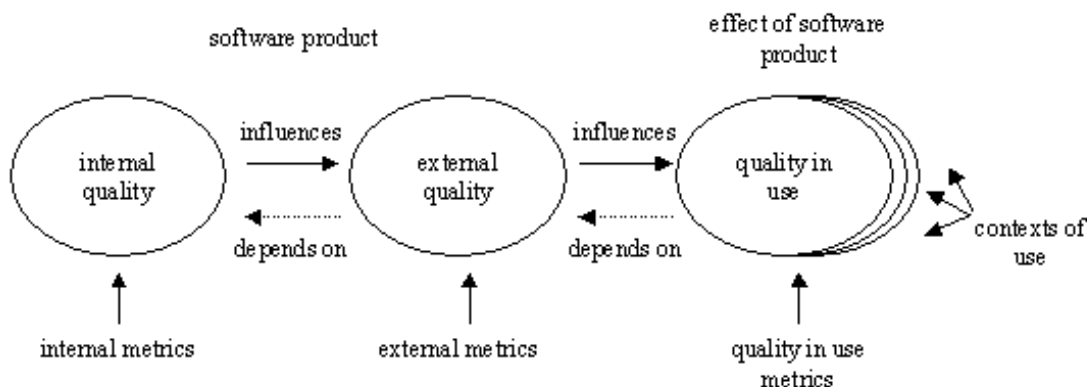 software product
effect of software
product
influences
influences
internal
quality
external
quality
quality in
use
depends on
depends on
contexts of
use
internal metrics
external metrics
quality in use
metrics